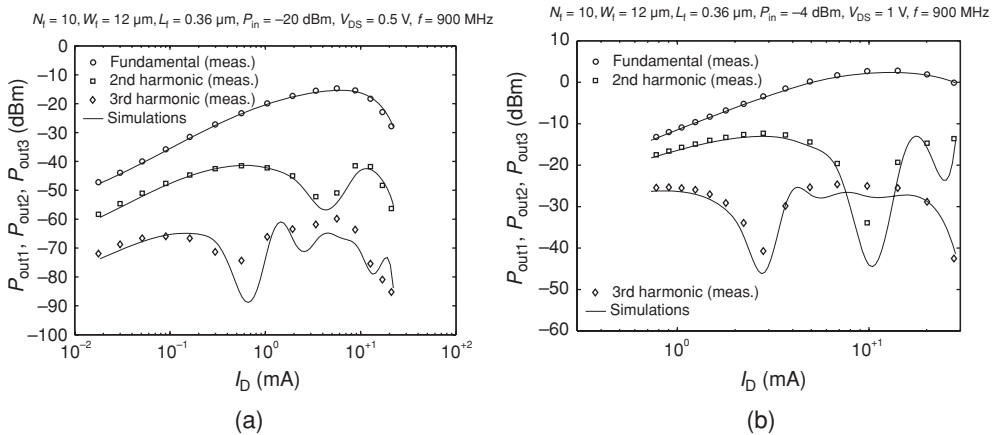 N_f = 10, W_f = 12 µm, L_f = 0.36 µm, P_in = −20 dBm, V_DS = 0.5 V, f = 900 MHz
0
−10
−20
−30
−40
−50
−60
−70
−80
−90
−100
P_out1, P_out2, P_out3 (dBm)
Fundamental (meas.)
2nd harmonic (meas.)
3rd harmonic (meas.)
Simulations
10^−2
10^−1
10^0
10^+1
10^+2
I_D (mA)
(a)
N_f = 10, W_f = 12 µm, L_f = 0.36 µm, P_in = −4 dBm, V_DS = 1 V, f = 900 MHz
10
0
−10
−20
−30
−40
−50
−60
P_out1, P_out2, P_out3 (dBm)
Fundamental (meas.)
2nd harmonic (meas.)
3rd harmonic (meas.)
Simulations
10^0
10^+1
I_D (mA)
(b)